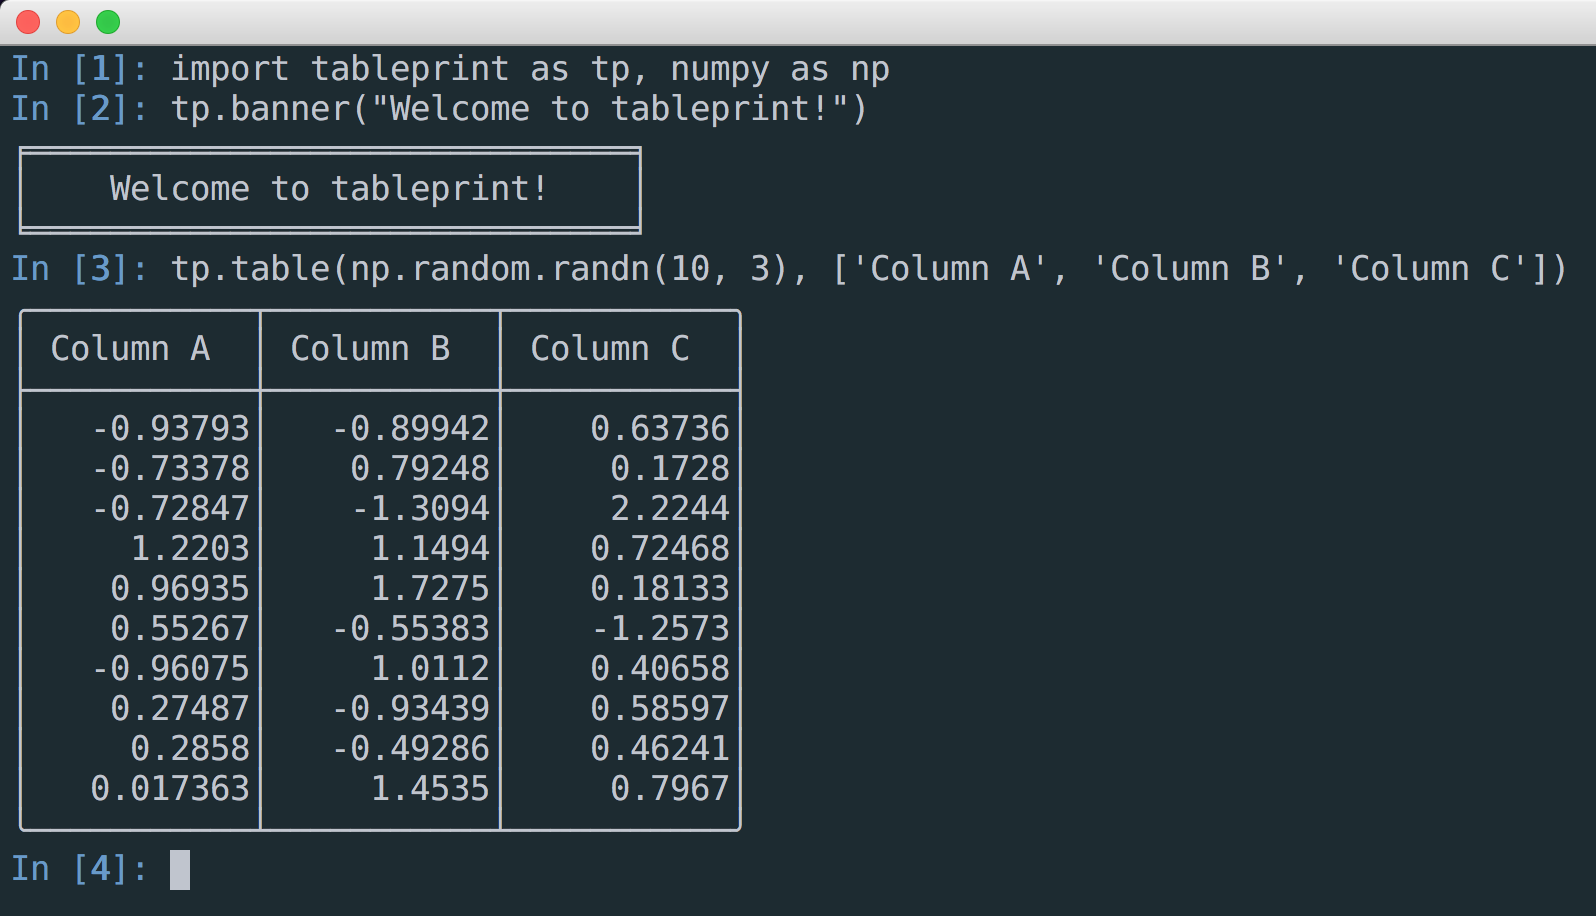 In [1]: import tableprint as tp, numpy as np
In [2]: tp.banner("Welcome to tableprint!")
Welcome to tableprint!
In [3]: tp.table(np.random.randn(10, 3), ['Column A', 'Column B', 'Column C'])
Column A Column B Column C
-0.93793 -0.89942 0.63736
-0.73378 0.79248 0.1728
-0.72847 -1.3094 2.2244
1.2203 1.1494 0.72468
0.96935 1.7275 0.18133
0.55267 -0.55383 -1.2573
-0.96075 1.0112 0.40658
0.27487 -0.93439 0.58597
0.2858 -0.49286 0.46241
0.017363 1.4535 0.7967
In [4]: